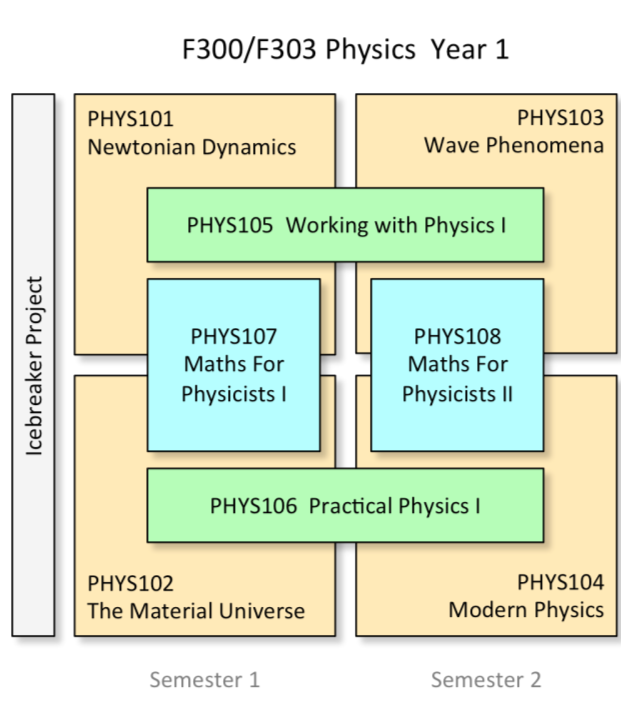 F300/F303 Physics  Year 1
Icebreaker Project
PHYS101
Newtonian Dynamics
PHYS103
Wave Phenomena
PHYS105  Working with Physics I
PHYS107
Maths For
Physicists I
PHYS108
Maths For
Physicists II
PHYS106  Practical Physics I
PHYS102
The Material Universe
PHYS104
Modern Physics
Semester 1
Semester 2